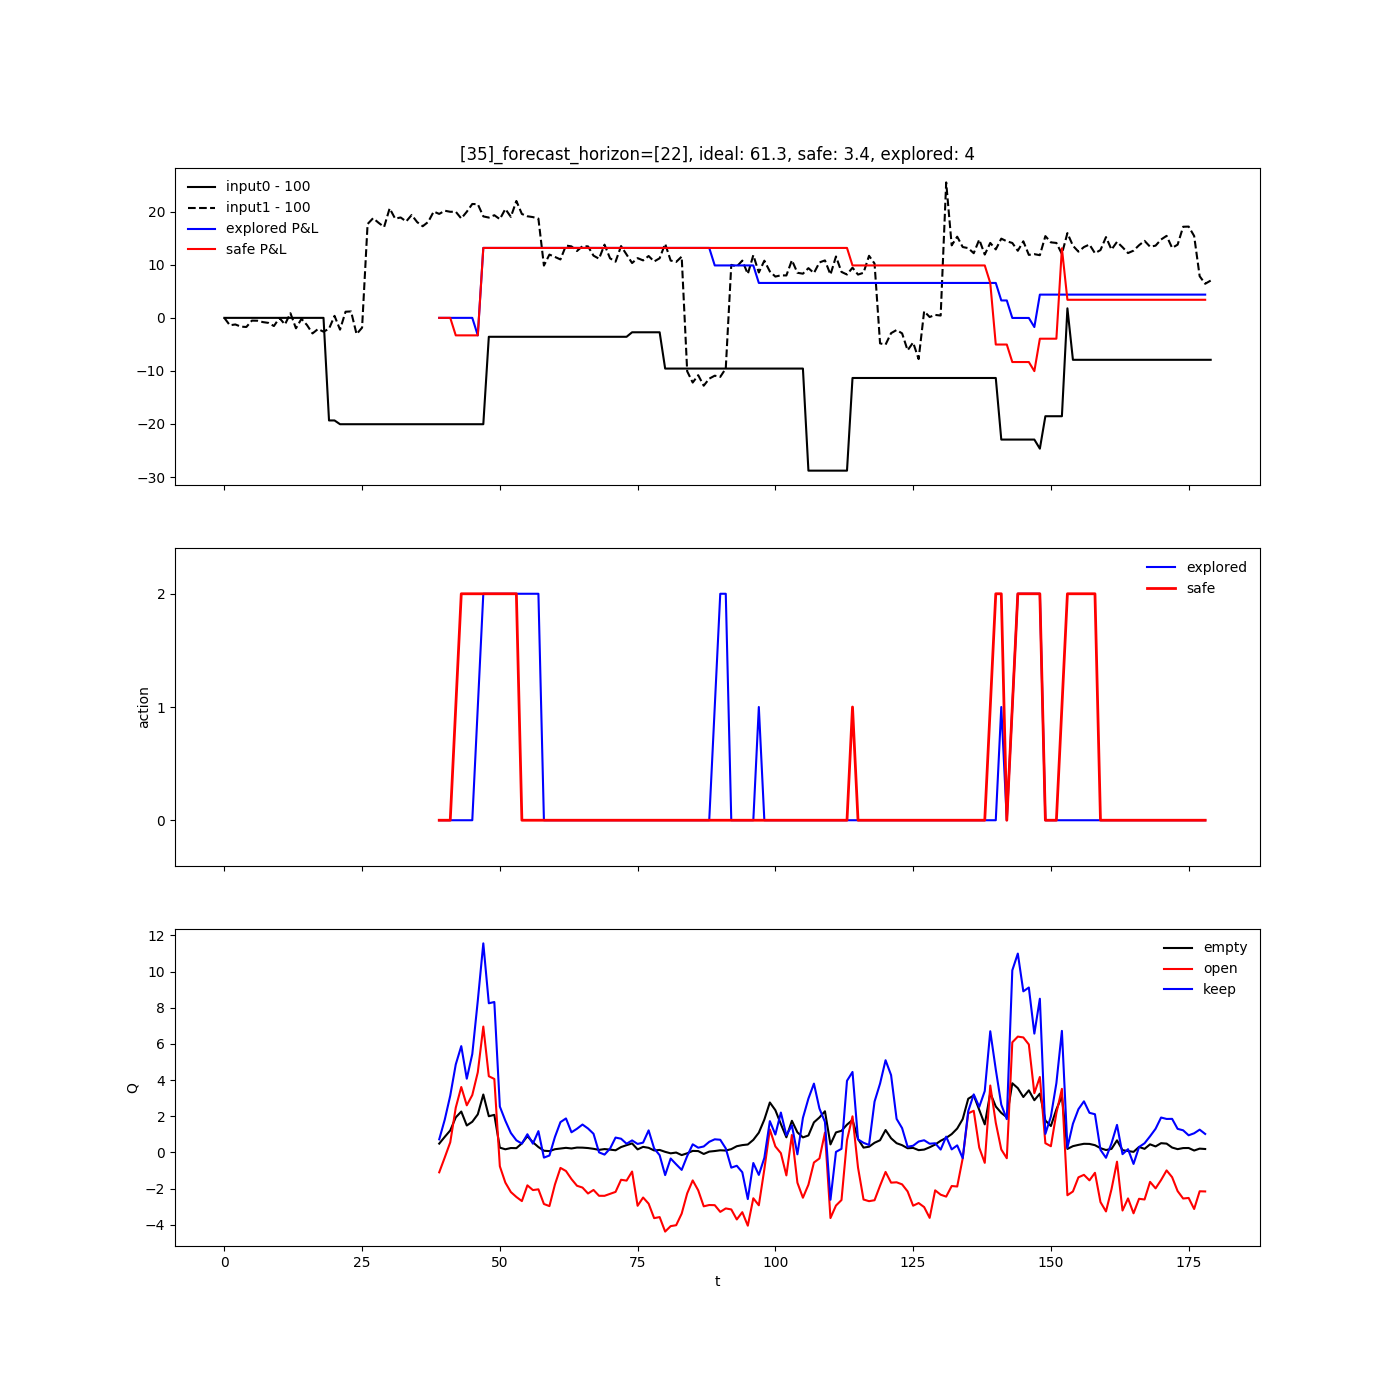 [35]_forecast_horizon=[22], ideal: 61.3, safe: 3.4, explored: 4
input0 - 100
input1 - 100
explored P&L
safe P&L
20
10
0
−10
−20
−30
explored
safe
2
1
0
action
empty
open
keep
12
10
8
6
4
2
0
−2
−4
Q
0 25 50 75 100 125 150 175
t